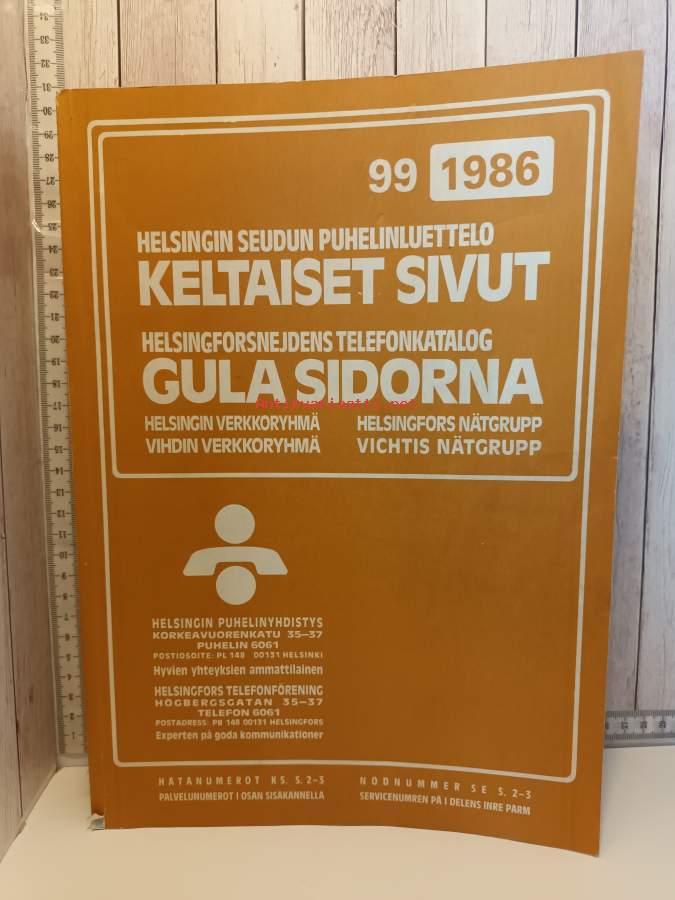 99 1986
HELSINGIN SEUDUN PUHELINLUETTELO
KELTAISET SIVUT
HELSINGFORSNEJDENS TELEFONKATALOG
GULA SIDORNA
Antikvariaatti.net
HELSINGIN VERKKORYHMÄ HELSINGFORS NÄTGRUPP
VIHDIN VERKKORYHMÄ VICHTIS NÄTGRUPP
HELSINGIN PUHELINYHDISTYS
KORKEAVUORENKATU 35–37
PUHELIN 6061
POSTIOSOITE: PL 148 00131 HELSINKI
Hyvien yhteyksien ammattilainen
HELSINGFORS TELEFONFÖRENING
HÖGBERGSGATAN 35–37
TELEFON 6061
POSTADRESS: PB 148 00131 HELSINGFORS
Experten på goda kommunikationer
HÄTÄNUMEROT KS. S. 2–3 NÖDNUMMER SE S. 2–3
PALVELUNUMEROT I OSAN SISÄKANNELLA SERVICENUMREN PÅ I DELENS INRE PÄRM